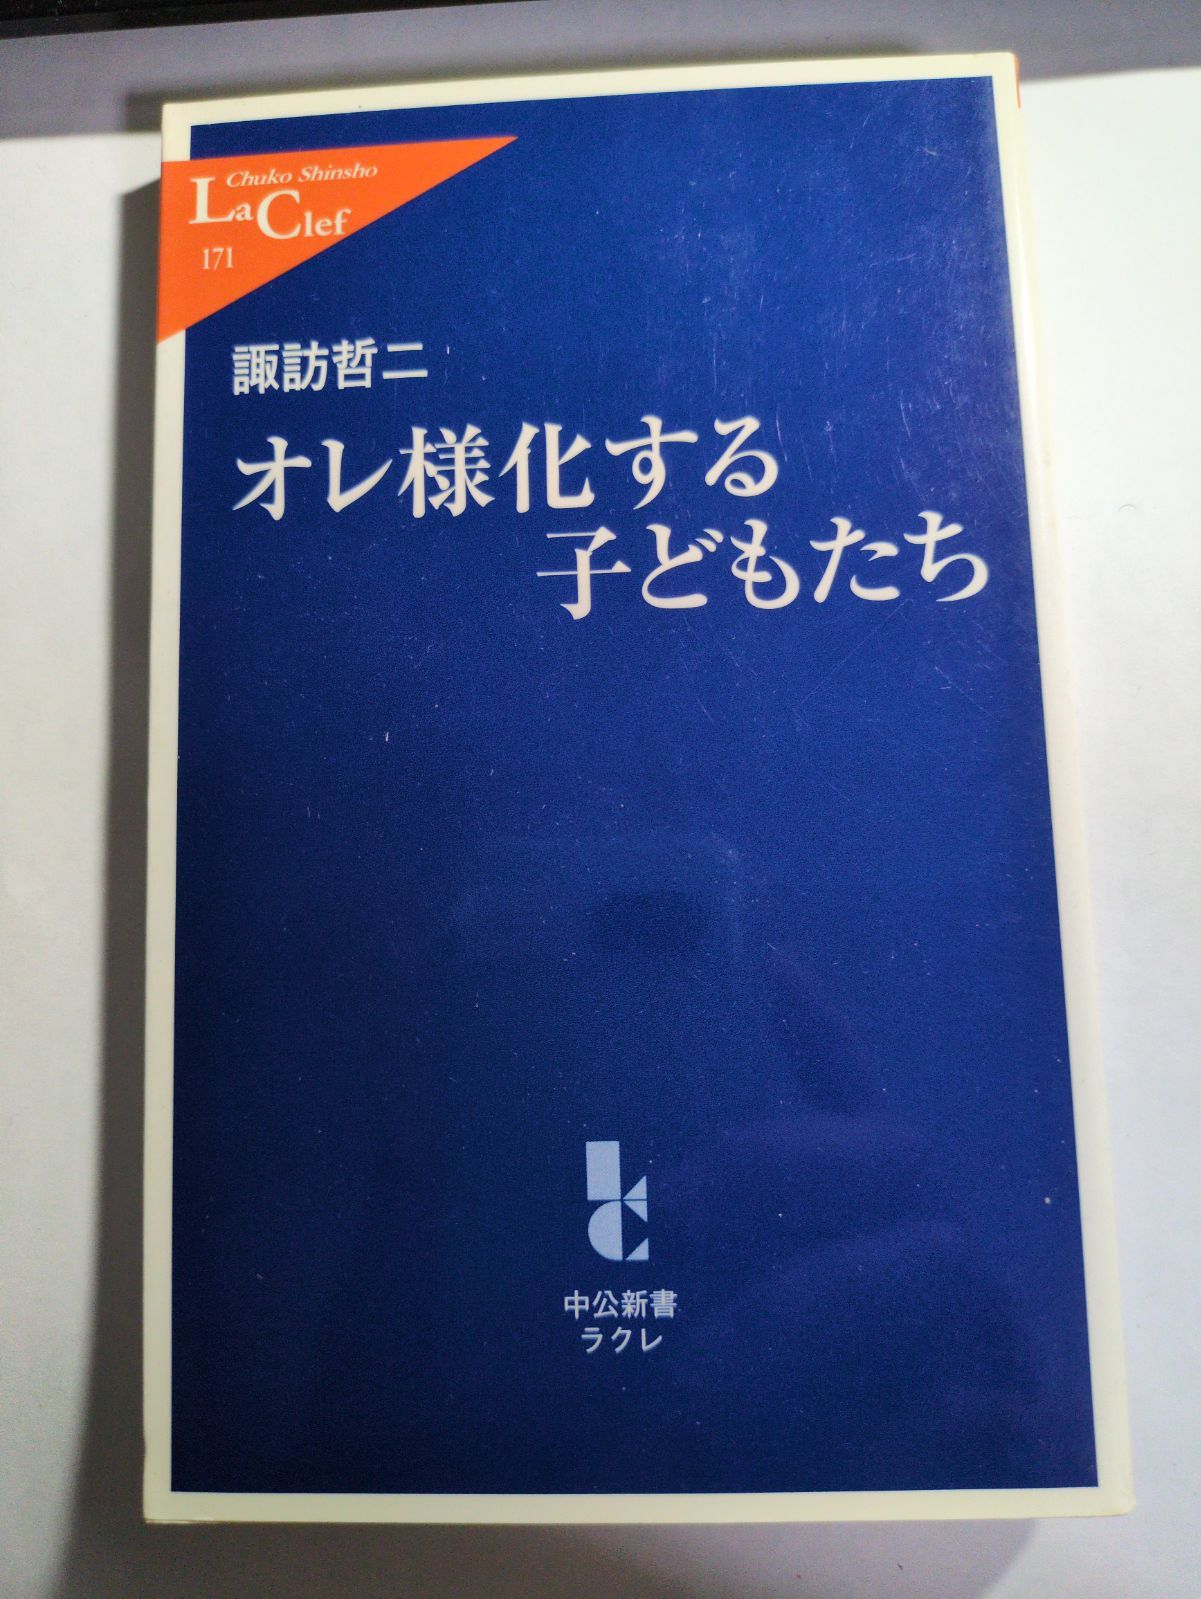 Chuko Shinsho
La Clef
171
諏訪哲二
オレ様化する
子どもたち
中公新書
ラクレ